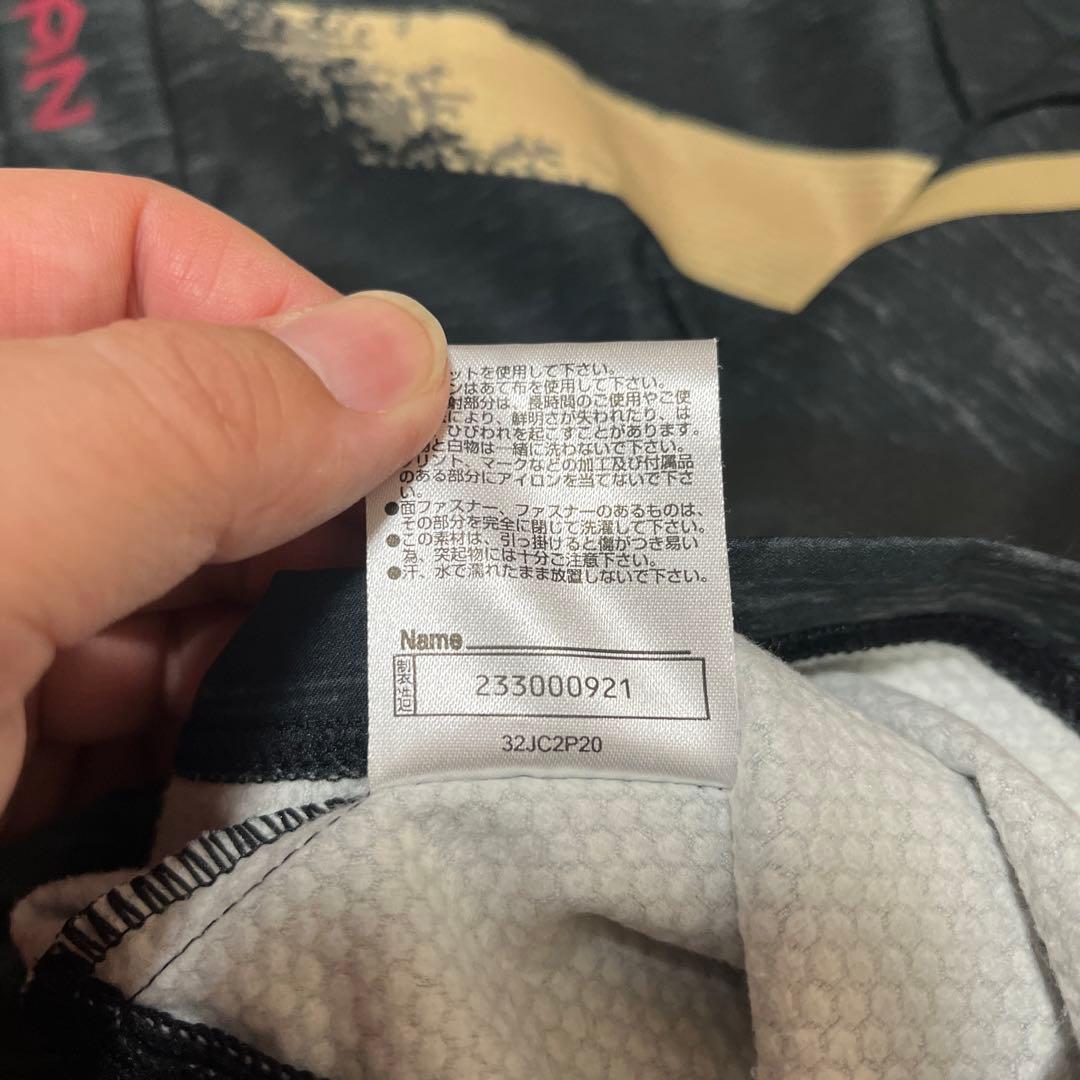 PAN
ットを使用して下さい。
ンはあて布を使用して下さい。
射部分は、長時間のご使用やご使
により、鮮明さが失われたり、は
、ひびわれを起こすことがあります。
と白物は一緒に洗わないで下さい。
プリント、マークなどの加工及び付属品
のある部分にアイロンを当てないで下さ
い。
●面ファスナー、ファスナーのあるものは、
その部分を完全に閉じて洗濯して下さい。
●この素材は、引っ掛けると傷がつき易い
為、突起物には十分ご注意下さい。
●汗、水で濡れたまま放置しないで下さい。
Name
製造
233000921
32JC2P20